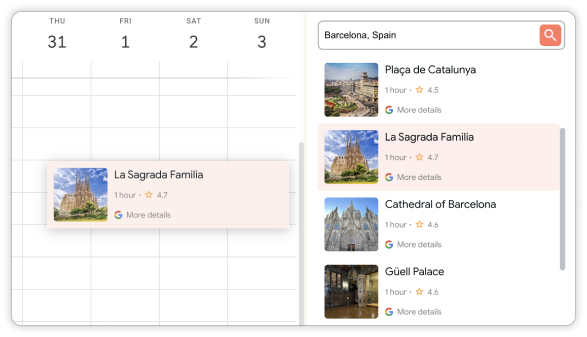 THU FRI SAT SUN
31 1 2 3
La Sagrada Familia
1 hour · 4.7
More details
Barcelona, Spain
Plaça de Catalunya
1 hour · 4.5
More details
La Sagrada Familia
1 hour · 4.7
More details
Cathedral of Barcelona
1 hour · 4.6
More details
Güell Palace
1 hour · 4.6
More details